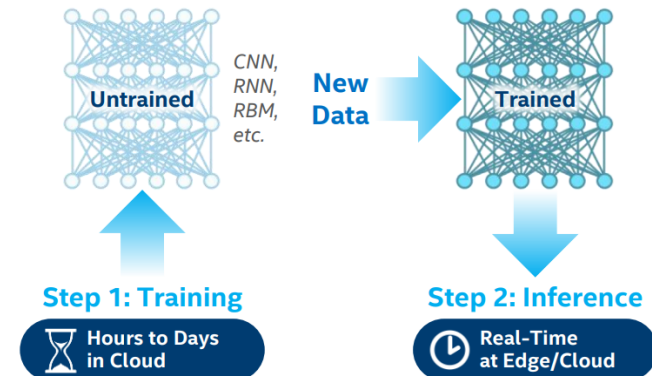 Untrained
CNN,
RNN,
RBM,
etc.
New
Data
Trained
Step 1: Training
Hours to Days
in Cloud
Step 2: Inference
Real-Time
at Edge/Cloud